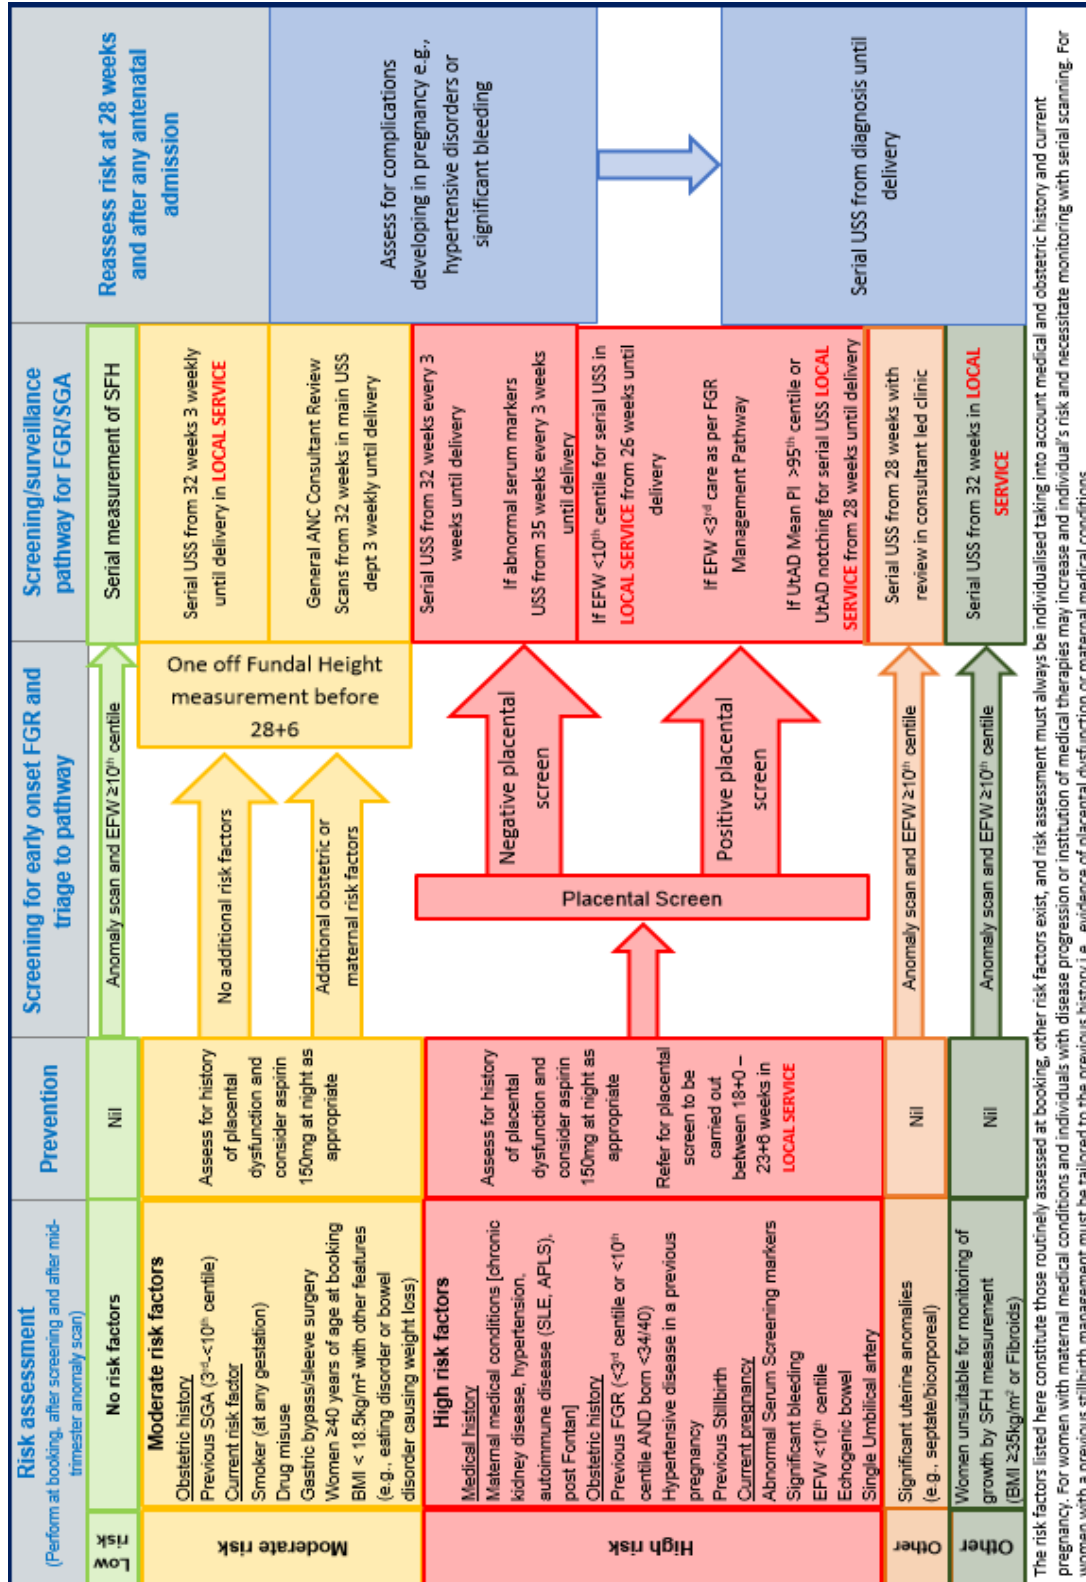 Risk assessment
(Perform at booking, after screening and after mid-
trimester anomaly scan)
Prevention
Screening for early onset FGR and
triage to pathway
Screening/surveillance
pathway for FGR/SGA
Reassess risk at 28 weeks
and after any antenatal
admission
Low
risk
No risk factors
Nil
Anomaly scan and EFW ≥10th centile
Serial measurement of SFH
Moderate risk
Moderate risk factors
Obstetric history
Previous SGA (3rd-<10th centile)
Current risk factor
Smoker (at any gestation)
Drug misuse
Gastric bypass/sleeve surgery
Women ≥40 years of age at booking
BMI < 18.5kg/m² with other features
(e.g., eating disorder or bowel
disorder causing weight loss)
Assess for history
of placental
dysfunction and
consider aspirin
150mg at night as
appropriate
No additional risk factors
Additional obstetric or
maternal risk factors
One off Fundal Height
measurement before
28+6
Serial USS from 32 weeks 3 weekly
until delivery in LOCAL SERVICE
General ANC Consultant Review
Scans from 32 weeks in main USS
dept 3 weekly until delivery
High risk
High risk factors
Medical history
Maternal medical conditions [chronic
kidney disease, hypertension,
autoimmune disease (SLE, APLS),
post Fontan]
Obstetric history
Previous FGR (<3rd centile or <10th
centile AND born <34/40)
Hypertensive disease in a previous
pregnancy
Previous Stillbirth
Current pregnancy
Abnormal Serum Screening markers
Significant bleeding
EFW <10th centile
Echogenic bowel
Single Umbilical artery
Assess for history
of placental
dysfunction and
consider aspirin
150mg at night as
appropriate
Refer for placental
screen to be
carried out
between 18+0 –
23+6 weeks in
LOCAL SERVICE
Placental Screen
Negative placental
screen
Positive placental
screen
Serial USS from 32 weeks every 3
weeks until delivery
If abnormal serum markers
USS from 35 weeks every 3 weeks
until delivery
If EFW <10th centile for serial USS in
LOCAL SERVICE from 26 weeks until
delivery
If EFW <3rd care as per FGR
Management Pathway
If UtAD Mean PI >95th centile or
UtAD notching for serial USS LOCAL
SERVICE from 28 weeks until delivery
Assess for complications
developing in pregnancy e.g.,
hypertensive disorders or
significant bleeding
Serial USS from diagnosis until
delivery
Other
Significant uterine anomalies
(e.g., septate/bicorporeal)
Nil
Anomaly scan and EFW ≥10th centile
Serial USS from 28 weeks with
review in consultant led clinic
Other
Women unsuitable for monitoring of
growth by SFH measurement
(BMI ≥35kg/m² or Fibroids)
Nil
Anomaly scan and EFW ≥10th centile
Serial USS from 32 weeks in LOCAL
SERVICE
The risk factors listed here constitute those routinely assessed at booking, other risk factors exist, and risk assessment must always be individualised taking into account medical and obstetric history and current
pregnancy. For women with maternal medical conditions and individuals with disease progression or institution of medical therapies may increase and individual's risk and necessitate monitoring with serial scanning. For
women with a previous stillbirth management must be tailored to the previous history i.e., evidence of placental dysfunction or maternal medical conditions